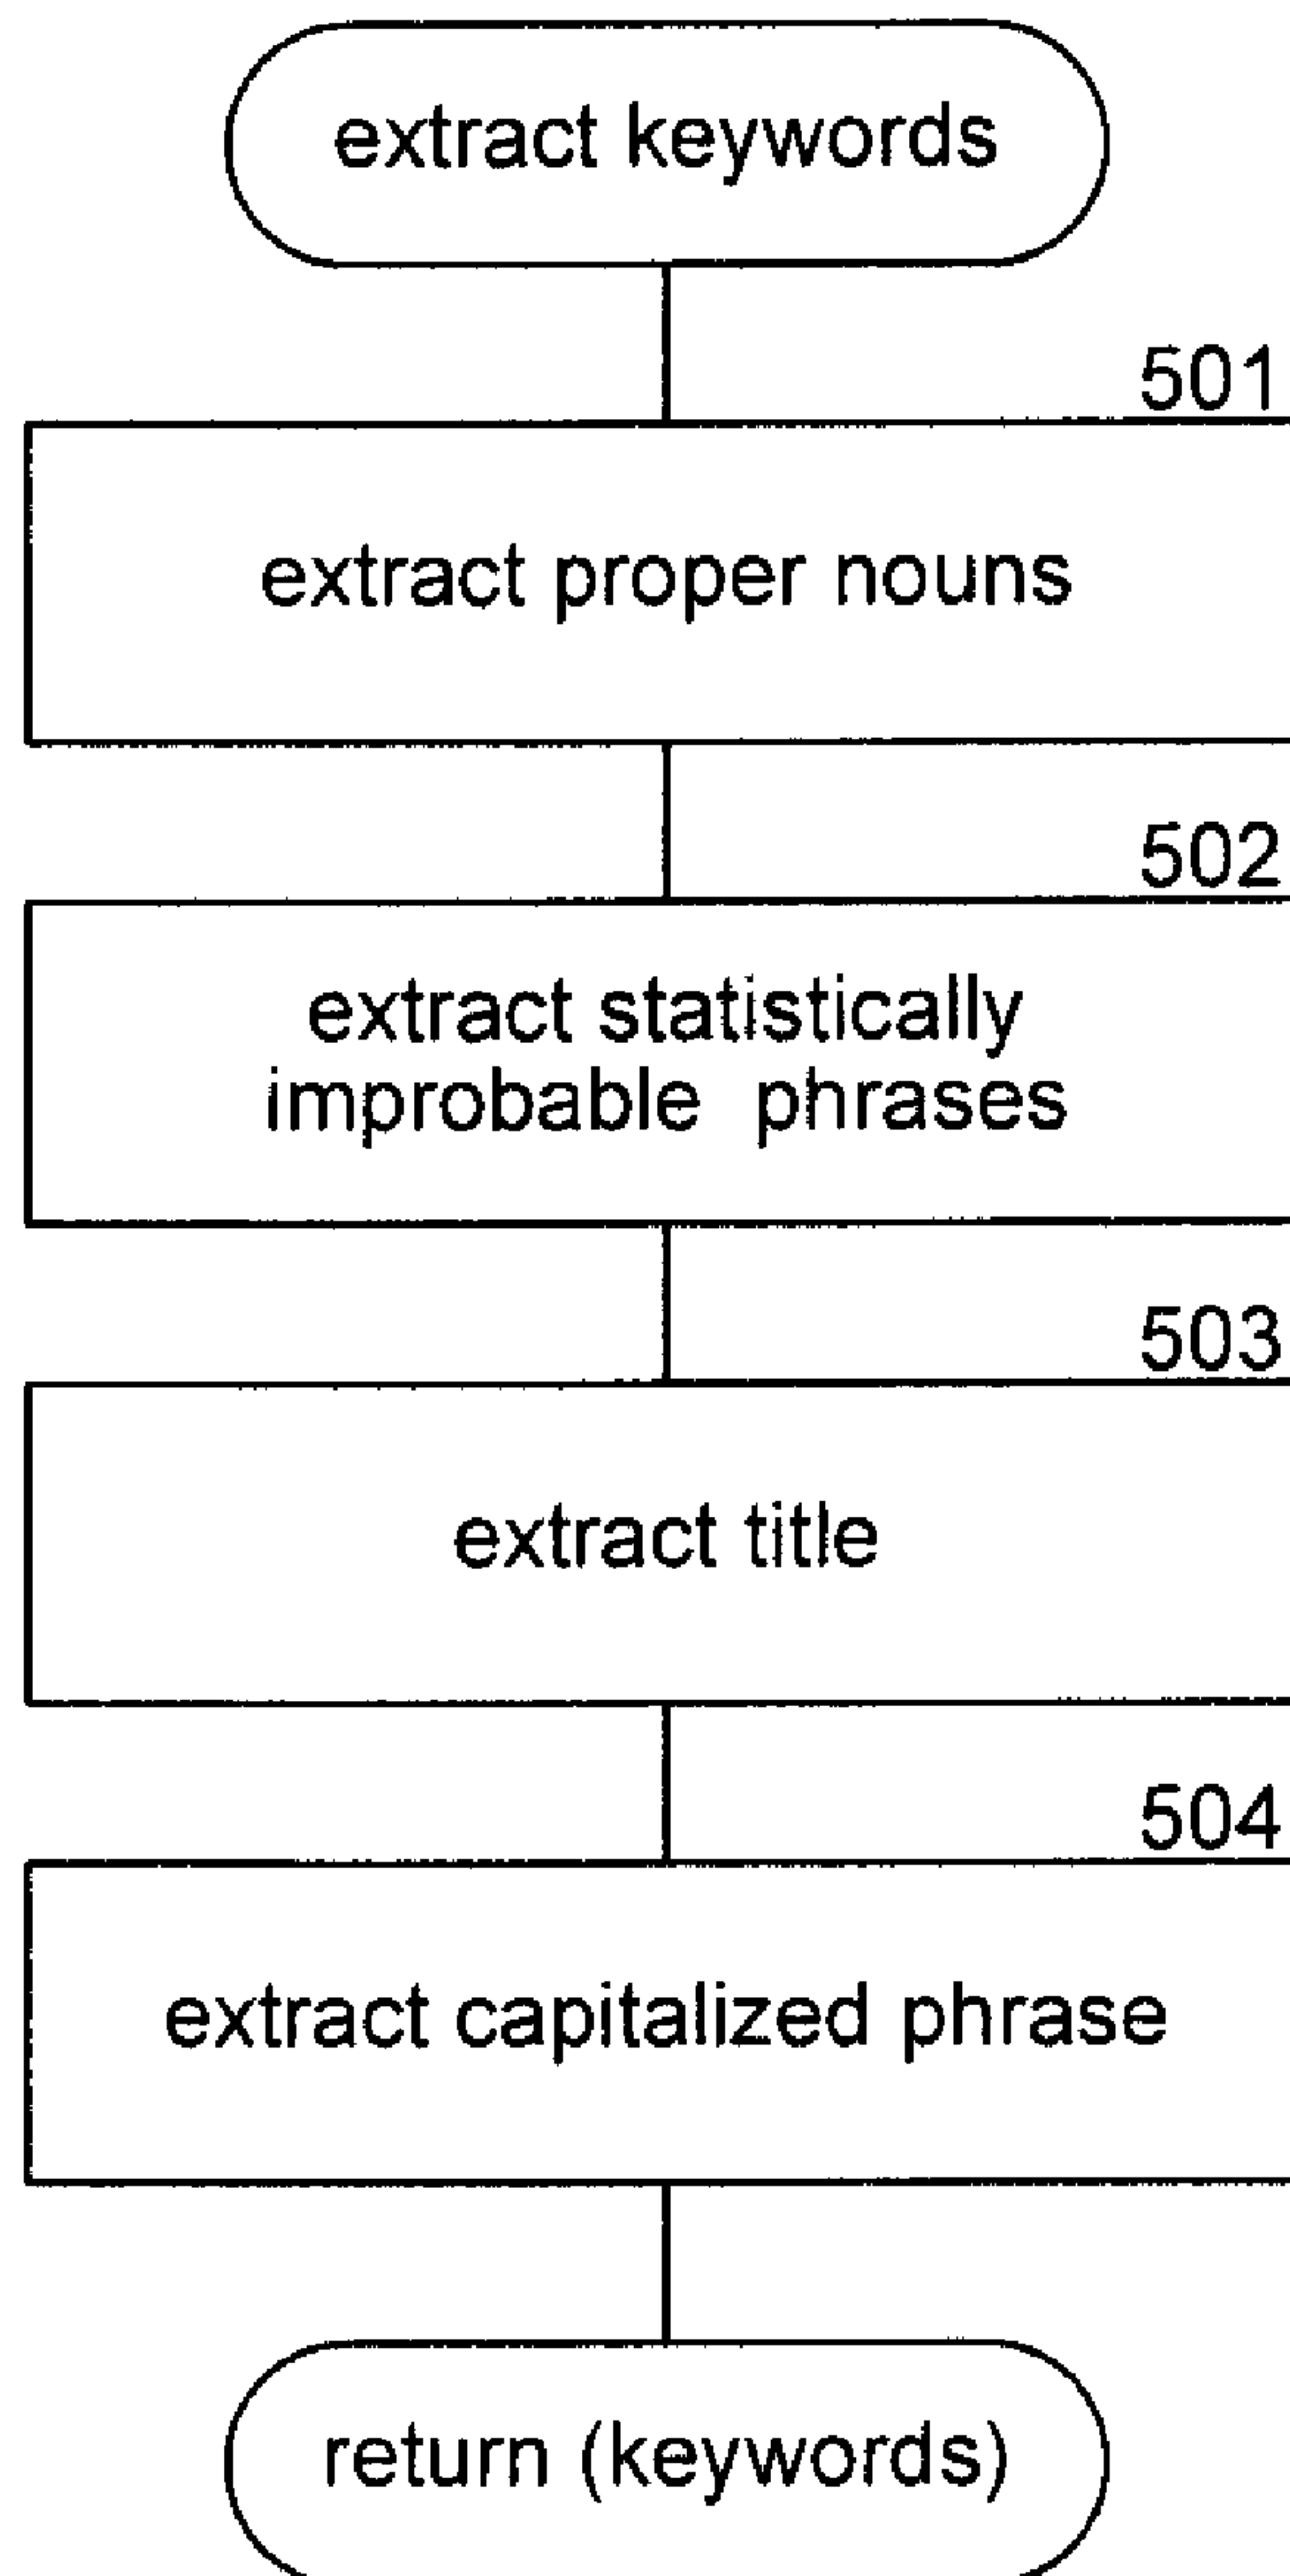 extract keywords
501
extract proper nouns
502
extract statistically
improbable phrases
503
extract title
504
extract capitalized phrase
return (keywords)